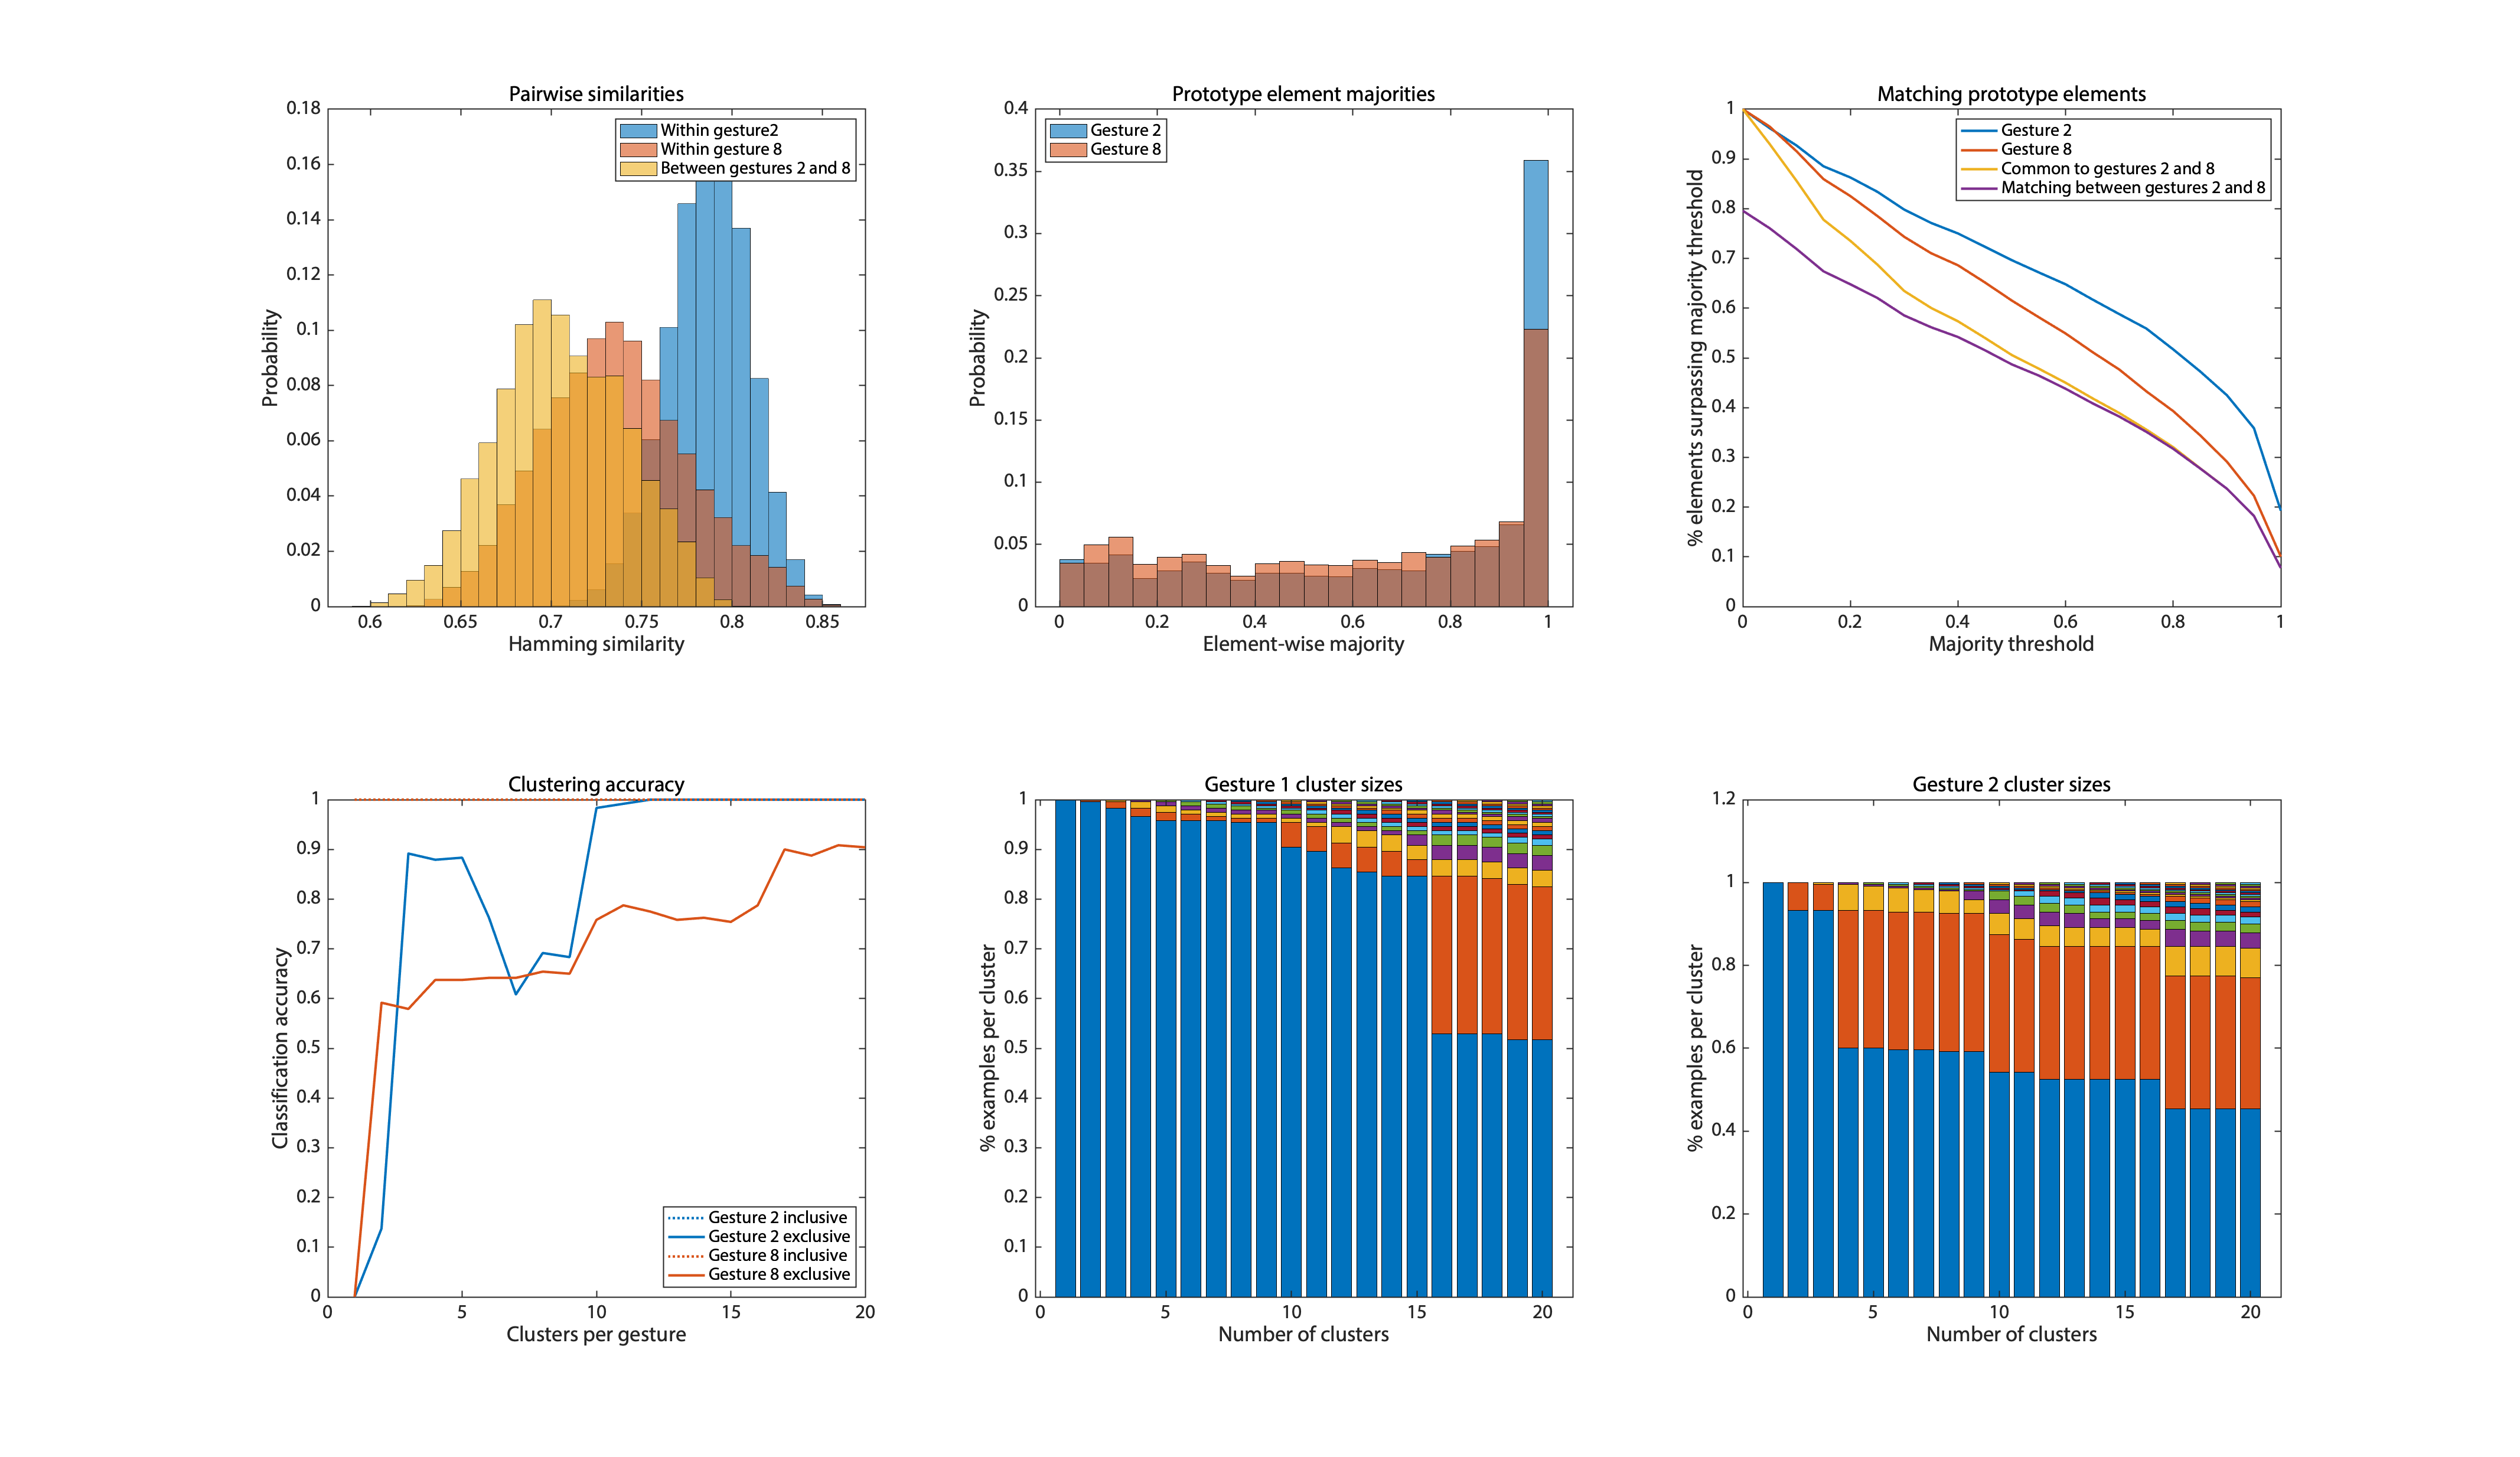 Pairwise similarities
0.18
0.16
0.14
0.12
0.1
0.08
0.06
0.04
0.02
0
Probability
Within gesture2
Within gesture 8
Between gestures 2 and 8
0.6 0.65 0.7 0.75 0.8 0.85
Hamming similarity
Prototype element majorities
0.4
0.35
0.3
0.25
0.2
0.15
0.1
0.05
0
Probability
Gesture 2
Gesture 8
0 0.2 0.4 0.6 0.8 1
Element-wise majority
Matching prototype elements
1
0.9
0.8
0.7
0.6
0.5
0.4
0.3
0.2
0.1
0
% elements surpassing majority threshold
Gesture 2
Gesture 8
Common to gestures 2 and 8
Matching between gestures 2 and 8
0 0.2 0.4 0.6 0.8 1
Majority threshold
Clustering accuracy
1
0.9
0.8
0.7
0.6
0.5
0.4
0.3
0.2
0.1
0
Classification accuracy
Gesture 2 inclusive
Gesture 2 exclusive
Gesture 8 inclusive
Gesture 8 exclusive
0 5 10 15 20
Clusters per gesture
Gesture 1 cluster sizes
1
0.9
0.8
0.7
0.6
0.5
0.4
0.3
0.2
0.1
0
% examples per cluster
0 5 10 15 20
Number of clusters
Gesture 2 cluster sizes
1.2
1
0.8
0.6
0.4
0.2
0
% examples per cluster
0 5 10 15 20
Number of clusters